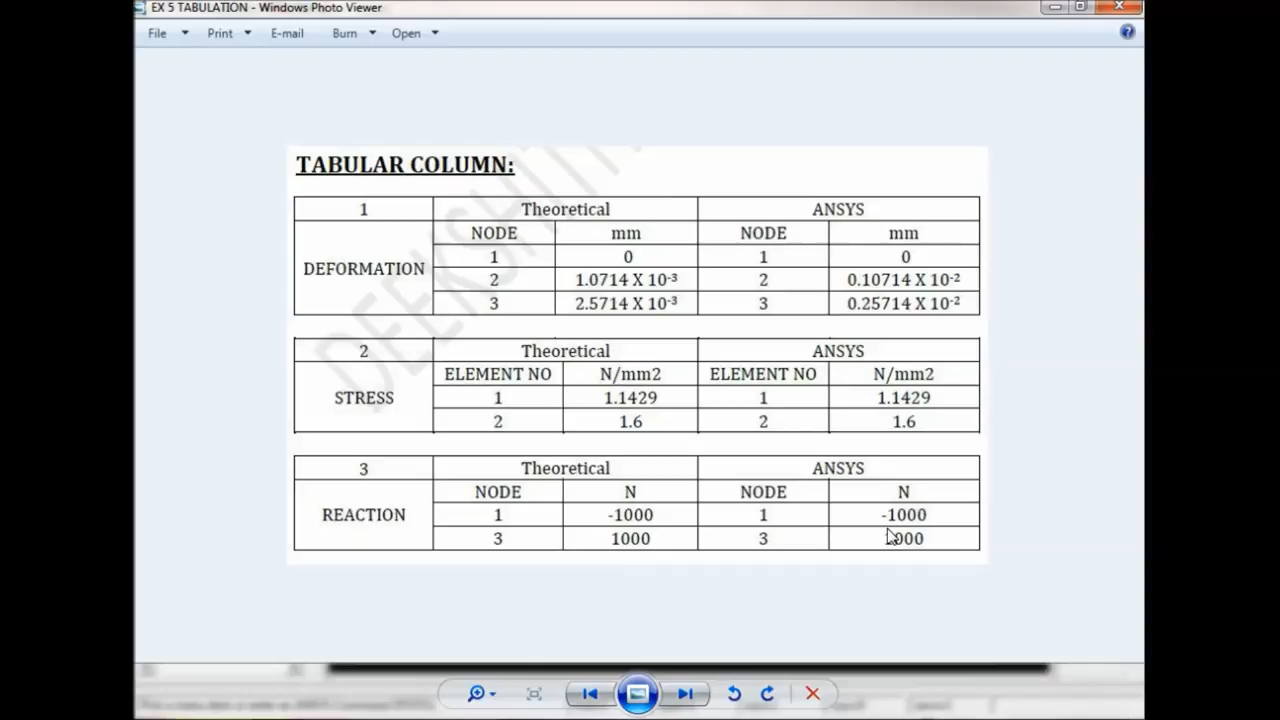 EX 5 TABULATION - Windows Photo Viewer
File Print E-mail Burn Open
TABULAR COLUMN:
1 Theoretical ANSYS
DEFORMATION NODE mm NODE mm
1 0 1 0
2 1.0714 X 10⁻³ 2 0.10714 X 10⁻²
3 2.5714 X 10⁻³ 3 0.25714 X 10⁻²
2 Theoretical ANSYS
STRESS ELEMENT NO N/mm2 ELEMENT NO N/mm2
1 1.1429 1 1.1429
2 1.6 2 1.6
3 Theoretical ANSYS
REACTION NODE N NODE N
1 -1000 1 -1000
3 1000 3 1000